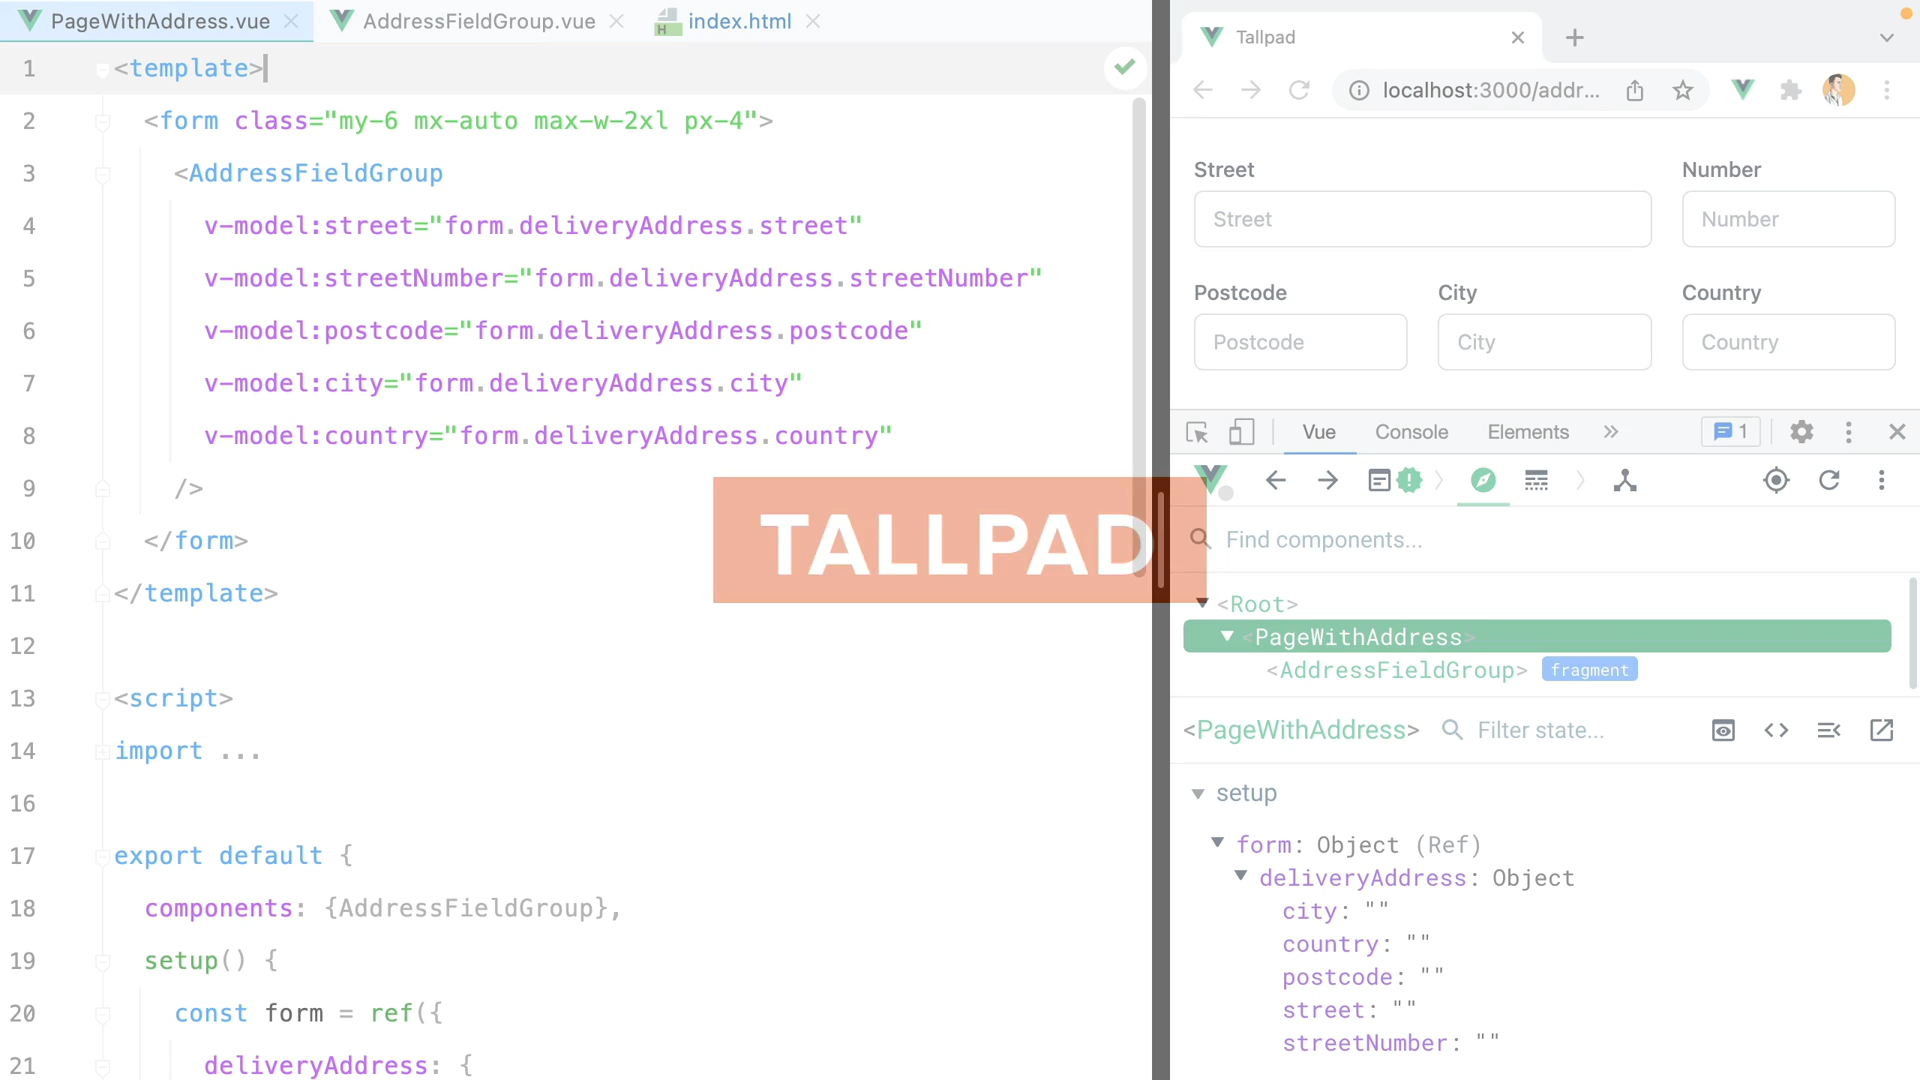 PageWithAddress.vue
AddressFieldGroup.vue
index.html
1 <template>
2 <form class="my-6 mx-auto max-w-2xl px-4">
3 <AddressFieldGroup
4 v-model:street="form.deliveryAddress.street"
5 v-model:streetNumber="form.deliveryAddress.streetNumber"
6 v-model:postcode="form.deliveryAddress.postcode"
7 v-model:city="form.deliveryAddress.city"
8 v-model:country="form.deliveryAddress.country"
9 />
10 </form>
11 </template>
12
13 <script>
14 import ...
16
17 export default {
18 components: {AddressFieldGroup},
19 setup() {
20 const form = ref({
21 deliveryAddress: {
TALLPAD
Tallpad
localhost:3000/addr...
Street Number
Street Number
Postcode City Country
Postcode City Country
Vue Console Elements 1
Find components...
<Root>
<PageWithAddress>
<AddressFieldGroup> fragment
<PageWithAddress> Filter state...
setup
form: Object (Ref)
deliveryAddress: Object
city: ""
country: ""
postcode: ""
street: ""
streetNumber: ""